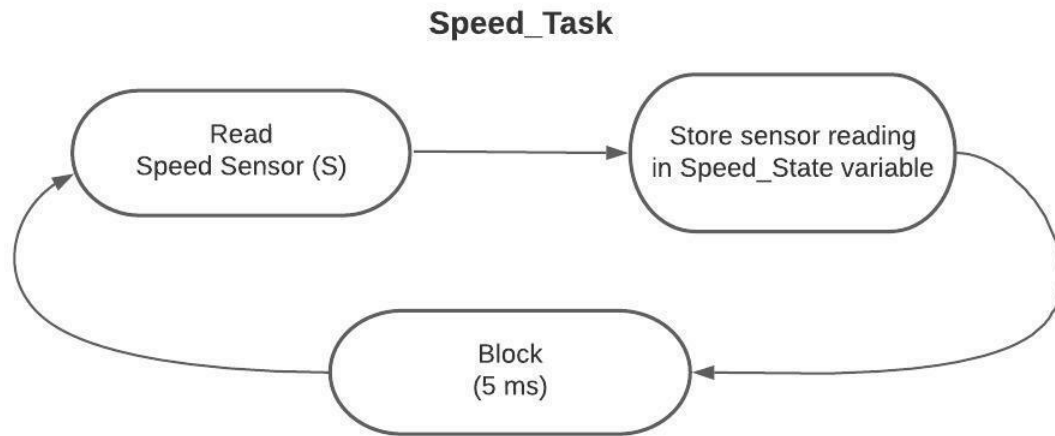 Speed_Task
Read
Speed Sensor (S)
Store sensor reading
in Speed_State variable
Block
(5 ms)